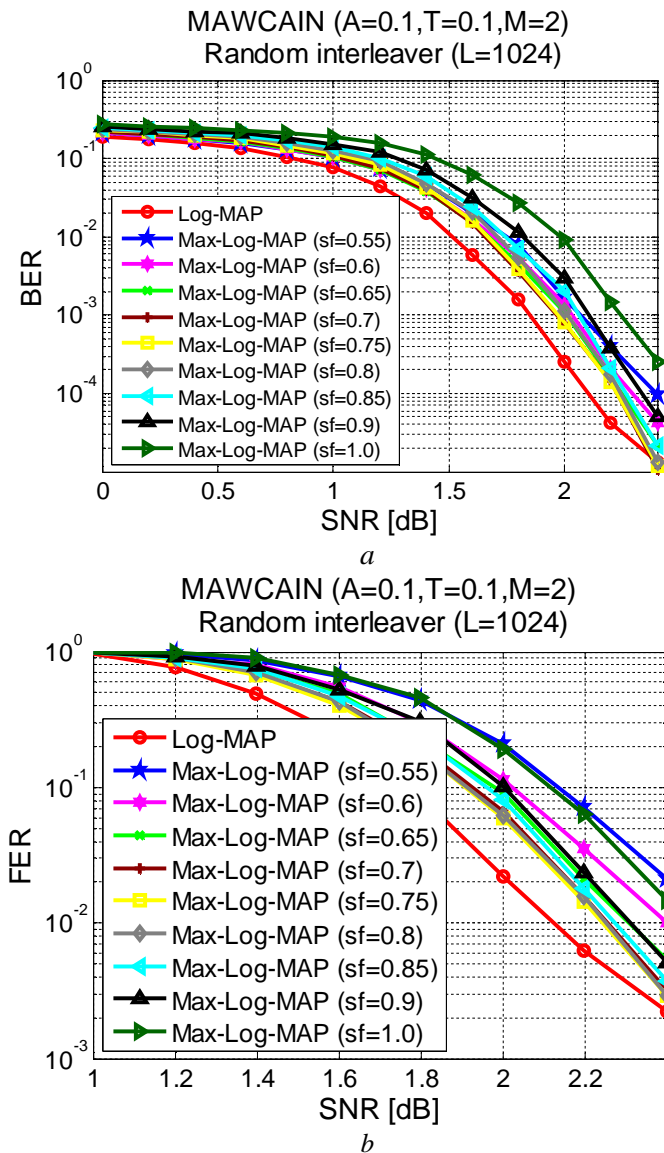 MAWCAIN (A=0.1,T=0.1,M=2)
Random interleaver (L=1024)
10^0
10^-1
10^-2
10^-3
10^-4
BER
Log-MAP
Max-Log-MAP (sf=0.55)
Max-Log-MAP (sf=0.6)
Max-Log-MAP (sf=0.65)
Max-Log-MAP (sf=0.7)
Max-Log-MAP (sf=0.75)
Max-Log-MAP (sf=0.8)
Max-Log-MAP (sf=0.85)
Max-Log-MAP (sf=0.9)
Max-Log-MAP (sf=1.0)
0 0.5 1 1.5 2
SNR [dB]
a
MAWCAIN (A=0.1,T=0.1,M=2)
Random interleaver (L=1024)
10^0
10^-1
10^-2
10^-3
FER
Log-MAP
Max-Log-MAP (sf=0.55)
Max-Log-MAP (sf=0.6)
Max-Log-MAP (sf=0.65)
Max-Log-MAP (sf=0.7)
Max-Log-MAP (sf=0.75)
Max-Log-MAP (sf=0.8)
Max-Log-MAP (sf=0.85)
Max-Log-MAP (sf=0.9)
Max-Log-MAP (sf=1.0)
1 1.2 1.4 1.6 1.8 2 2.2
SNR [dB]
b